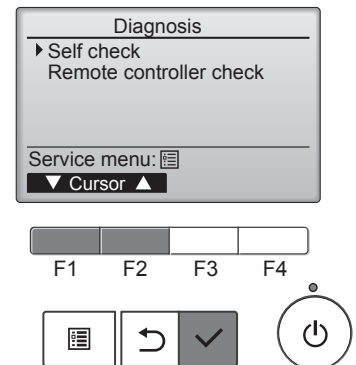 Diagnosis
Self check
Remote controller check
Service menu:
▼ Cursor ▲
F1 F2 F3 F4